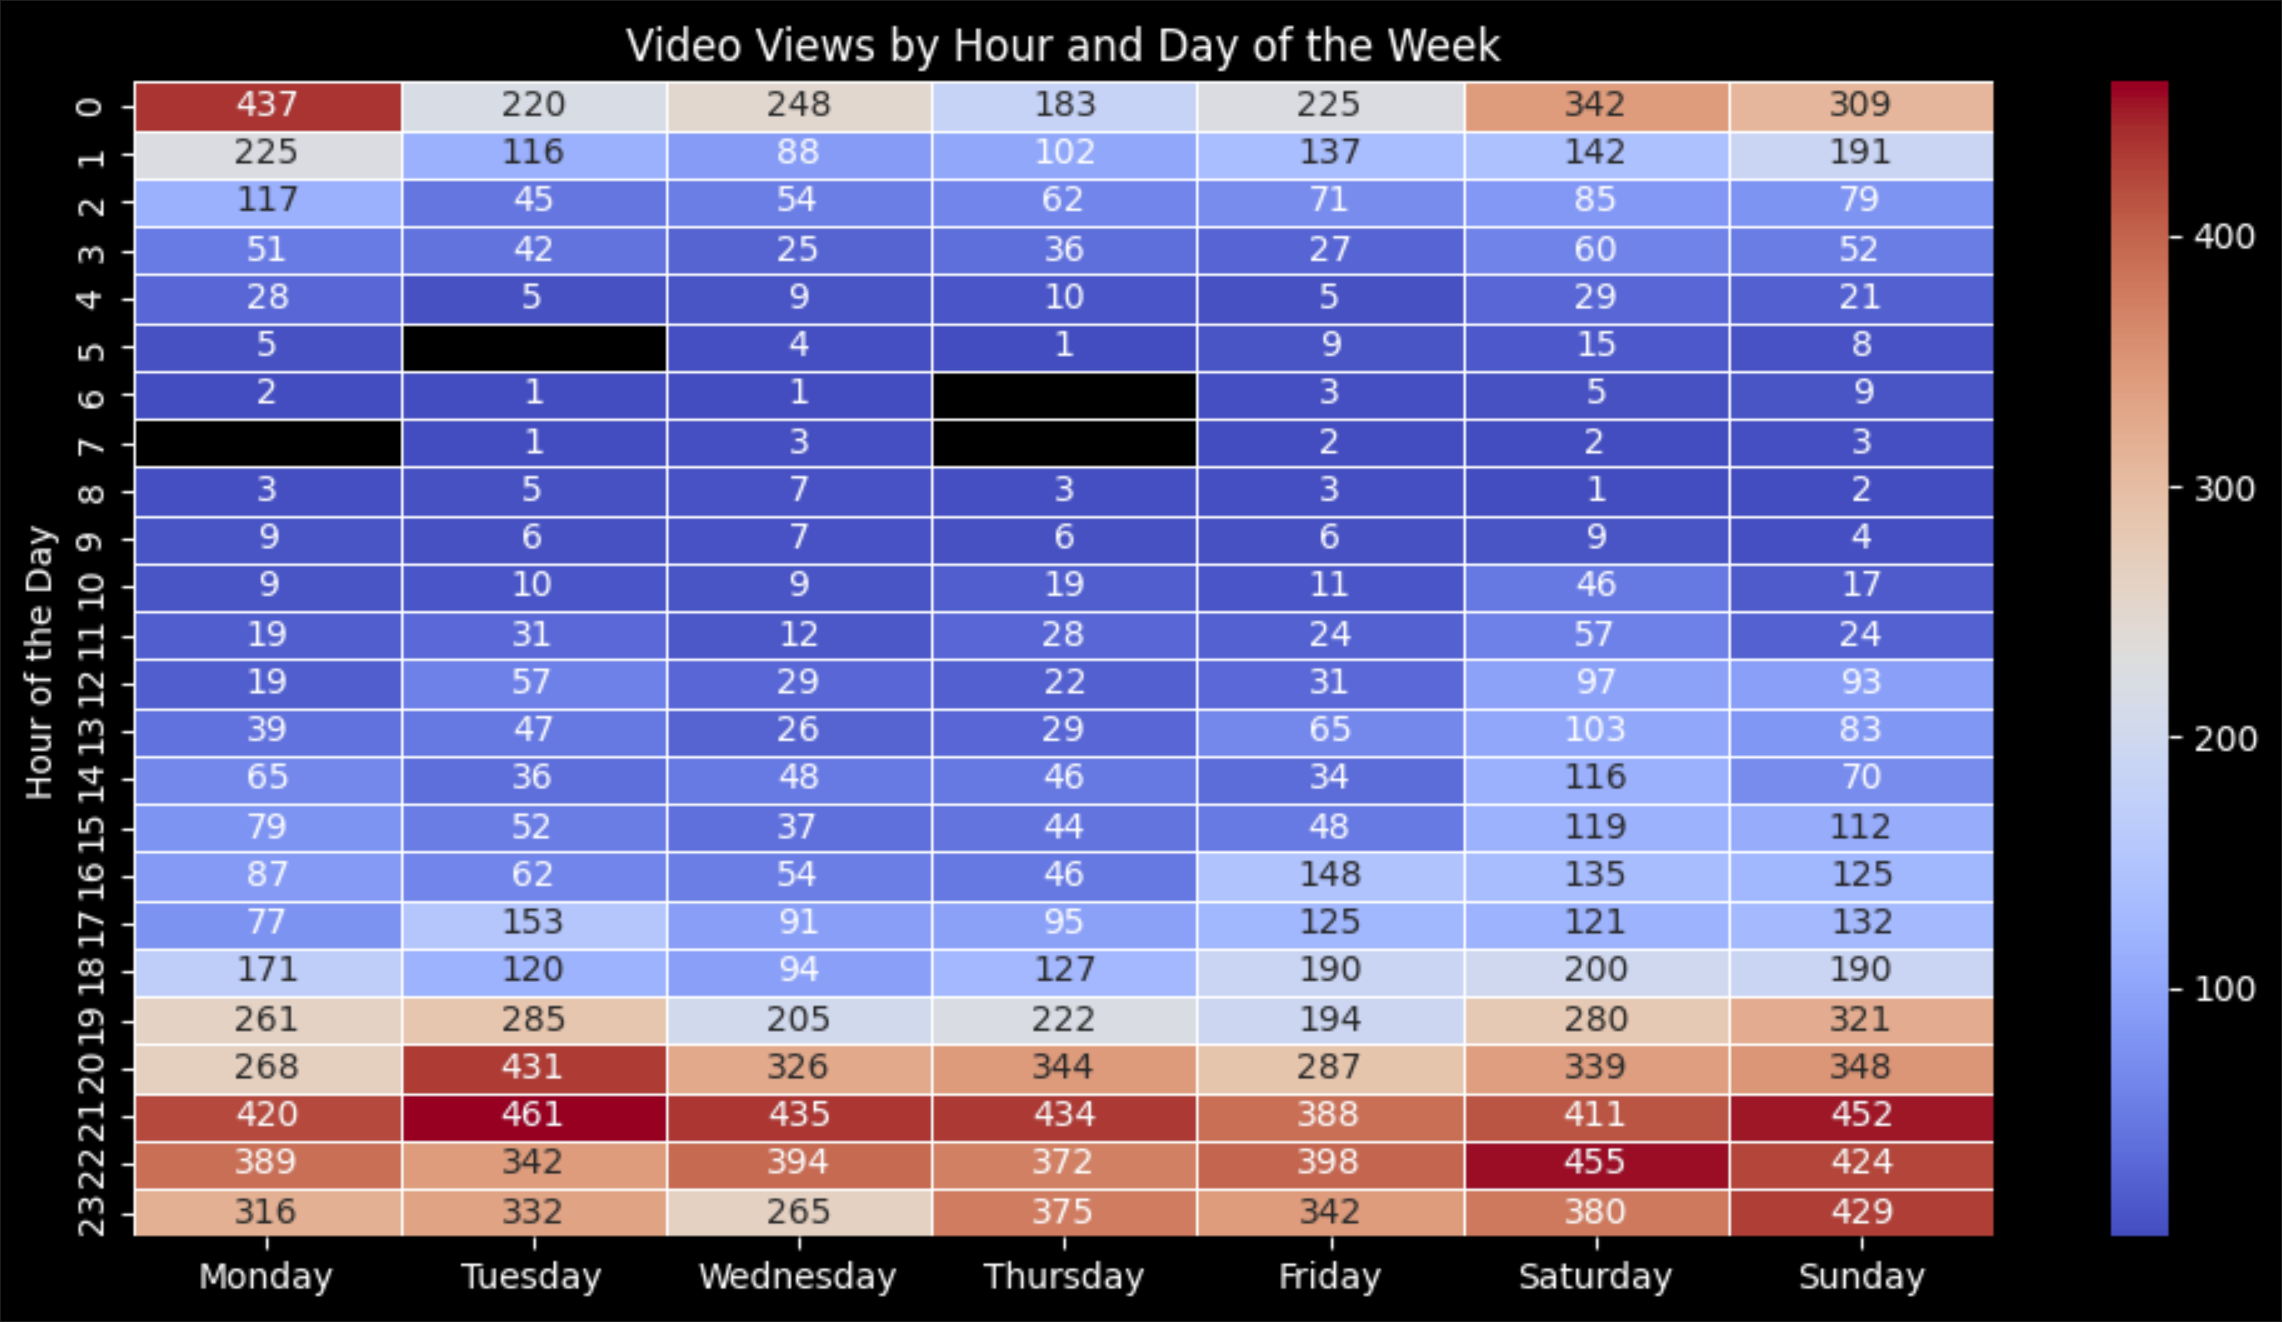 Video Views by Hour and Day of the Week
0 437 220 248 183 225 342 309
1 225 116 88 102 137 142 191
2 117 45 54 62 71 85 79
3 51 42 25 36 27 60 52
4 28 5 9 10 5 29 21
5 5 4 1 9 15 8
6 2 1 1 3 5 9
7 1 3 2 2 3
8 3 5 7 3 3 1 2
9 9 6 7 6 6 9 4
10 9 10 9 19 11 46 17
11 19 31 12 28 24 57 24
12 19 57 29 22 31 97 93
13 39 47 26 29 65 103 83
14 65 36 48 46 34 116 70
15 79 52 37 44 48 119 112
16 87 62 54 46 148 135 125
17 77 153 91 95 125 121 132
18 171 120 94 127 190 200 190
19 261 285 205 222 194 280 321
20 268 431 326 344 287 339 348
21 420 461 435 434 388 411 452
22 389 342 394 372 398 455 424
23 316 332 265 375 342 380 429
Monday Tuesday Wednesday Thursday Friday Saturday Sunday
Hour of the Day
400
300
200
100